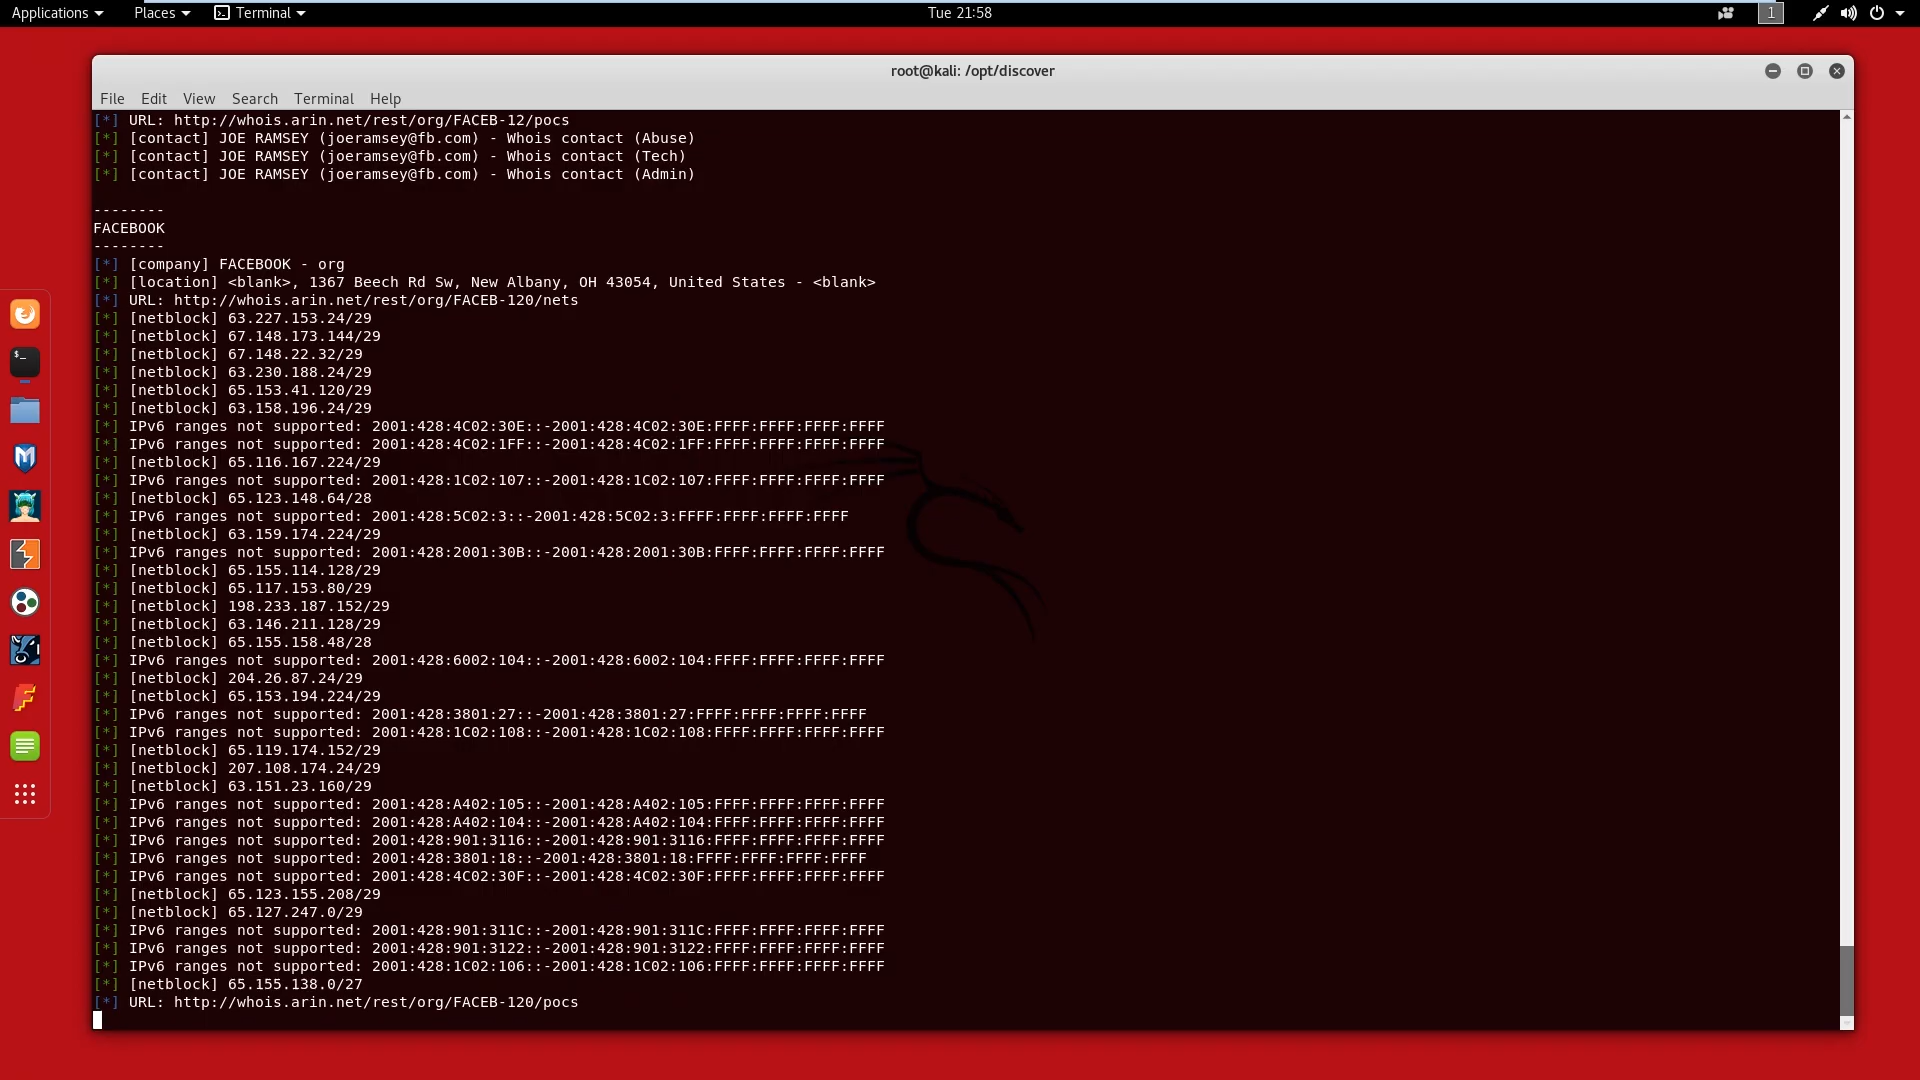 Applications Places Terminal Tue 21:58 1
root@kali: /opt/discover
File Edit View Search Terminal Help
[*] URL: http://whois.arin.net/rest/org/FACEB-12/pocs
[*] [contact] JOE RAMSEY (joeramsey@fb.com) - Whois contact (Abuse)
[*] [contact] JOE RAMSEY (joeramsey@fb.com) - Whois contact (Tech)
[*] [contact] JOE RAMSEY (joeramsey@fb.com) - Whois contact (Admin)
--------
FACEBOOK
--------
[*] [company] FACEBOOK - org
[*] [location] <blank>, 1367 Beech Rd Sw, New Albany, OH 43054, United States - <blank>
[*] URL: http://whois.arin.net/rest/org/FACEB-120/nets
[*] [netblock] 63.227.153.24/29
[*] [netblock] 67.148.173.144/29
[*] [netblock] 67.148.22.32/29
[*] [netblock] 63.230.188.24/29
[*] [netblock] 65.153.41.120/29
[*] [netblock] 63.158.196.24/29
[*] IPv6 ranges not supported: 2001:428:4C02:30E::-2001:428:4C02:30E:FFFF:FFFF:FFFF:FFFF
[*] IPv6 ranges not supported: 2001:428:4C02:1FF::-2001:428:4C02:1FF:FFFF:FFFF:FFFF:FFFF
[*] [netblock] 65.116.167.224/29
[*] IPv6 ranges not supported: 2001:428:1C02:107::-2001:428:1C02:107:FFFF:FFFF:FFFF:FFFF
[*] [netblock] 65.123.148.64/28
[*] IPv6 ranges not supported: 2001:428:5C02:3::-2001:428:5C02:3:FFFF:FFFF:FFFF:FFFF
[*] [netblock] 63.159.174.224/29
[*] IPv6 ranges not supported: 2001:428:2001:30B::-2001:428:2001:30B:FFFF:FFFF:FFFF:FFFF
[*] [netblock] 65.155.114.128/29
[*] [netblock] 65.117.153.80/29
[*] [netblock] 198.233.187.152/29
[*] [netblock] 63.146.211.128/29
[*] [netblock] 65.155.158.48/28
[*] IPv6 ranges not supported: 2001:428:6002:104::-2001:428:6002:104:FFFF:FFFF:FFFF:FFFF
[*] [netblock] 204.26.87.24/29
[*] [netblock] 65.153.194.224/29
[*] IPv6 ranges not supported: 2001:428:3801:27::-2001:428:3801:27:FFFF:FFFF:FFFF:FFFF
[*] IPv6 ranges not supported: 2001:428:1C02:108::-2001:428:1C02:108:FFFF:FFFF:FFFF:FFFF
[*] [netblock] 65.119.174.152/29
[*] [netblock] 207.108.174.24/29
[*] [netblock] 63.151.23.160/29
[*] IPv6 ranges not supported: 2001:428:A402:105::-2001:428:A402:105:FFFF:FFFF:FFFF:FFFF
[*] IPv6 ranges not supported: 2001:428:A402:104::-2001:428:A402:104:FFFF:FFFF:FFFF:FFFF
[*] IPv6 ranges not supported: 2001:428:901:3116::-2001:428:901:3116:FFFF:FFFF:FFFF:FFFF
[*] IPv6 ranges not supported: 2001:428:3801:18::-2001:428:3801:18:FFFF:FFFF:FFFF:FFFF
[*] IPv6 ranges not supported: 2001:428:4C02:30F::-2001:428:4C02:30F:FFFF:FFFF:FFFF:FFFF
[*] [netblock] 65.123.155.208/29
[*] [netblock] 65.127.247.0/29
[*] IPv6 ranges not supported: 2001:428:901:311C::-2001:428:901:311C:FFFF:FFFF:FFFF:FFFF
[*] IPv6 ranges not supported: 2001:428:901:3122::-2001:428:901:3122:FFFF:FFFF:FFFF:FFFF
[*] IPv6 ranges not supported: 2001:428:1C02:106::-2001:428:1C02:106:FFFF:FFFF:FFFF:FFFF
[*] [netblock] 65.155.138.0/27
[*] URL: http://whois.arin.net/rest/org/FACEB-120/pocs